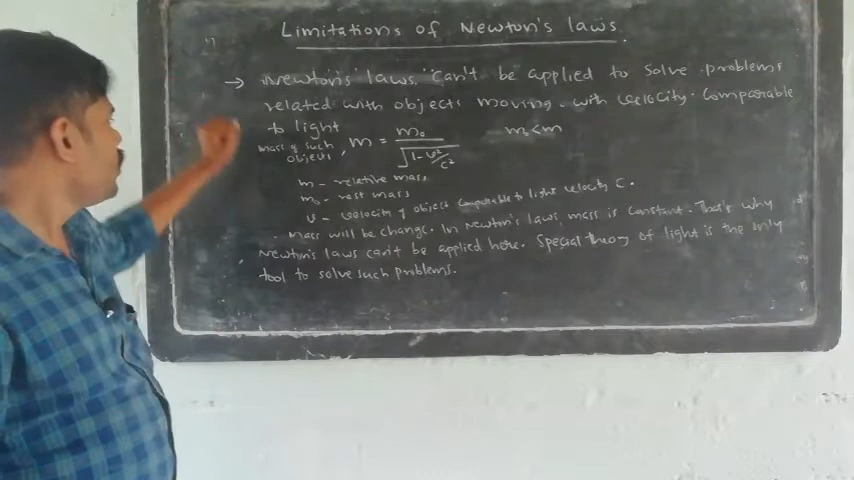 Limitations of Newton's laws.
→ Newton's laws can't be applied to solve problems
related with objects moving with velocity comparable
to light
mass of such objects, m = m₀/√(1-v²/c²)    m₀<m
m - relative mass
m₀ - rest mass
v - velocity of object comparable to light velocity c.
mass will be change. In Newton's laws, mass is constant. That's why
Newton's laws can't be applied here. Special theory of light is the only
tool to solve such problems.